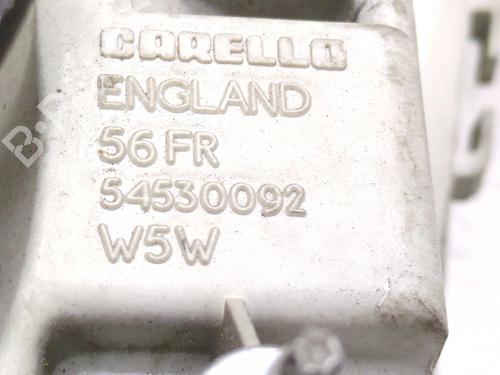 CARELLO
ENGLAND
56 FR
54530092
W5W